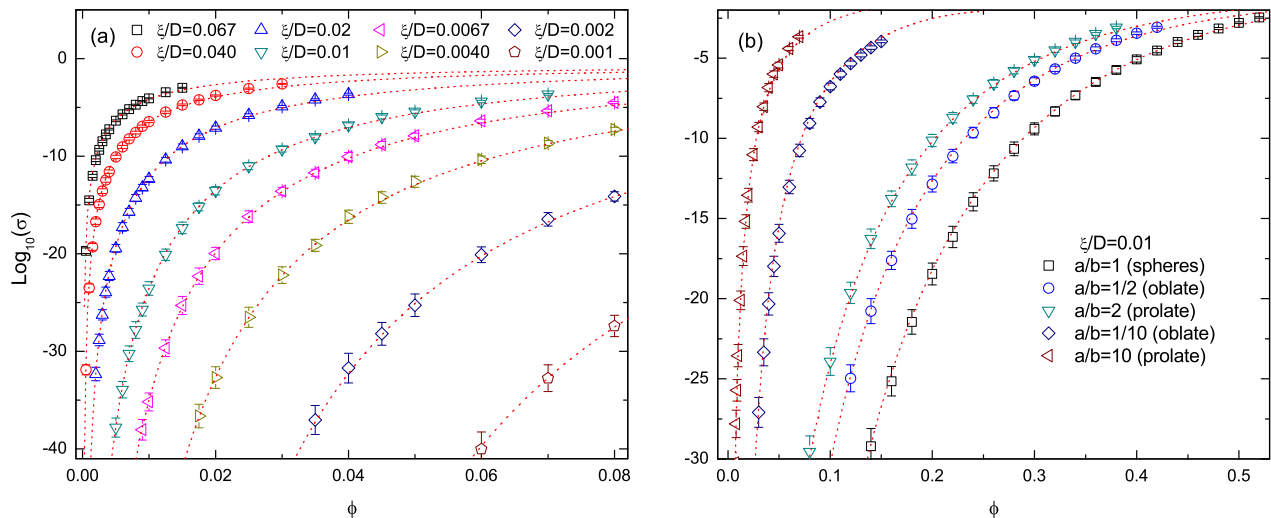 (a)
ξ/D=0.067
ξ/D=0.02
ξ/D=0.0067
ξ/D=0.002
ξ/D=0.040
ξ/D=0.01
ξ/D=0.0040
ξ/D=0.001
Log10(σ)
0
-10
-20
-30
-40
0.00
0.02
0.04
0.06
0.08
ϕ
(b)
-5
-10
-15
-20
-25
-30
ξ/D=0.01
a/b=1 (spheres)
a/b=1/2 (oblate)
a/b=2 (prolate)
a/b=1/10 (oblate)
a/b=10 (prolate)
0.0
0.1
0.2
0.3
0.4
0.5
ϕ